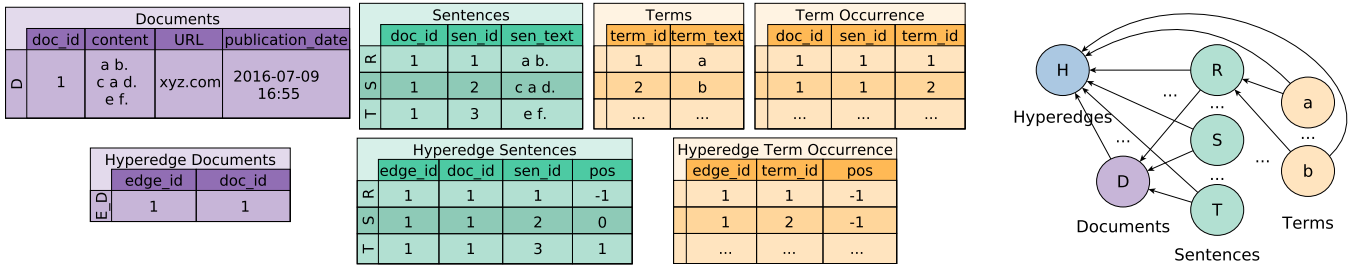 Documents
doc_id content URL publication_date
D 1 a b. c a d. e f. xyz.com 2016-07-09 16:55
Sentences
doc_id sen_id sen_text
R 1 1 a b.
S 1 2 c a d.
T 1 3 e f.
Terms
term_id term_text
1 a
2 b
... ...
Term Occurrence
doc_id sen_id term_id
1 1 1
1 1 2
... ... ...
Hyperedge Documents
edge_id doc_id
E_D 1 1
Hyperedge Sentences
edge_id doc_id sen_id pos
R 1 1 1 -1
S 1 1 2 0
T 1 1 3 1
Hyperedge Term Occurrence
edge_id term_id pos
1 1 -1
1 2 -1
... ... ...
H
R
...
a
Hyperedges
...
...
...
S
...
b
D
...
T
Documents
Terms
Sentences